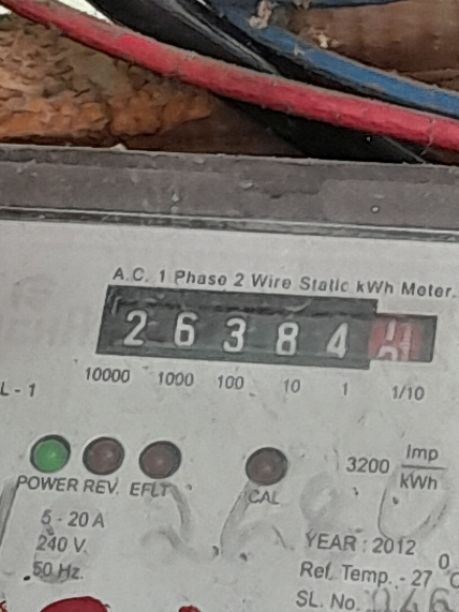 A.C. 1 Phase 2 Wire Static kWh Meter.
2 6 3 8 4
10000 1000 100 10 1 1/10
L - 1
3200 Imp/kWh
POWER REV. EFLT CAL
5 - 20 A
240 V.
50 Hz.
YEARː 2012
Ref. Temp. - 27 °C
SL. No. 046